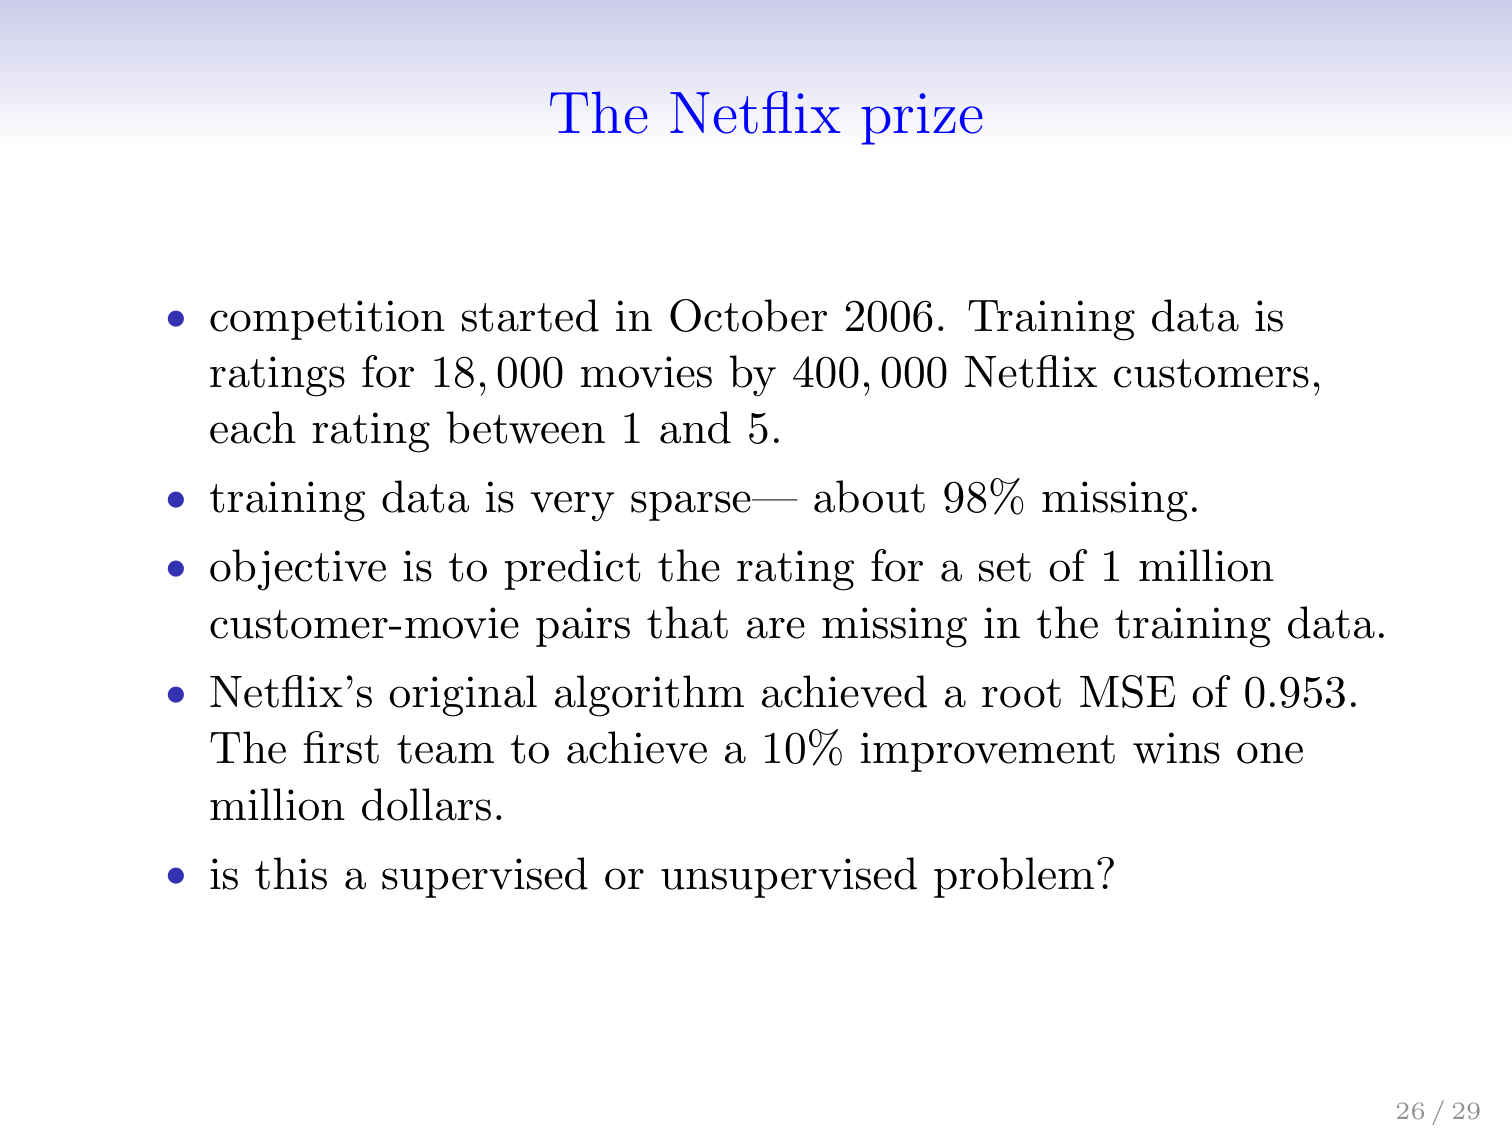 The Netflix prize
• competition started in October 2006. Training data is
ratings for 18, 000 movies by 400, 000 Netflix customers,
each rating between 1 and 5.
• training data is very sparse— about 98% missing.
• objective is to predict the rating for a set of 1 million
customer-movie pairs that are missing in the training data.
• Netflix's original algorithm achieved a root MSE of 0.953.
The first team to achieve a 10% improvement wins one
million dollars.
• is this a supervised or unsupervised problem?
26 / 29